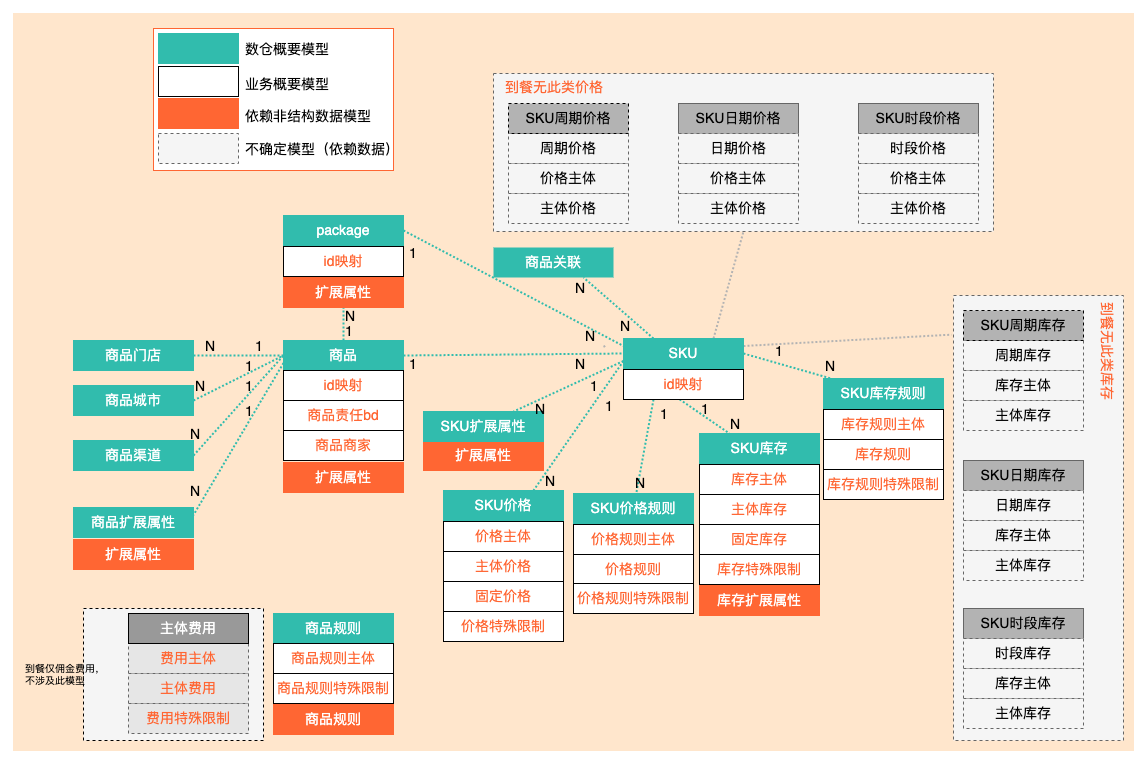 数仓概要模型
业务概要模型
依赖非结构数据模型
不确定模型（依赖数据）
到餐无此类价格
SKU周期价格
周期价格
价格主体
主体价格
SKU日期价格
日期价格
价格主体
主体价格
SKU时段价格
时段价格
价格主体
主体价格
package
id映射
扩展属性
1
N
1
商品关联
N
N
N
商品门店
N
1
商品城市
N
1
商品渠道
N
1
商品扩展属性
扩展属性
N
1
商品
id映射
商品责任bd
商品商家
扩展属性
1
N
SKU
id映射
1
N
SKU扩展属性
扩展属性
1
N
SKU价格
价格主体
主体价格
固定价格
价格特殊限制
1
N
SKU价格规则
价格规则主体
价格规则
价格规则特殊限制
1
N
SKU库存
库存主体
主体库存
固定库存
库存特殊限制
库存扩展属性
1
N
SKU库存规则
库存规则主体
库存规则
库存规则特殊限制
到餐无此类库存
SKU周期库存
周期库存
库存主体
主体库存
SKU日期库存
日期库存
库存主体
主体库存
SKU时段库存
时段库存
库存主体
主体库存
到餐仅佣金费用,
不涉及此模型
主体费用
费用主体
主体费用
费用特殊限制
商品规则
商品规则主体
商品规则特殊限制
商品规则